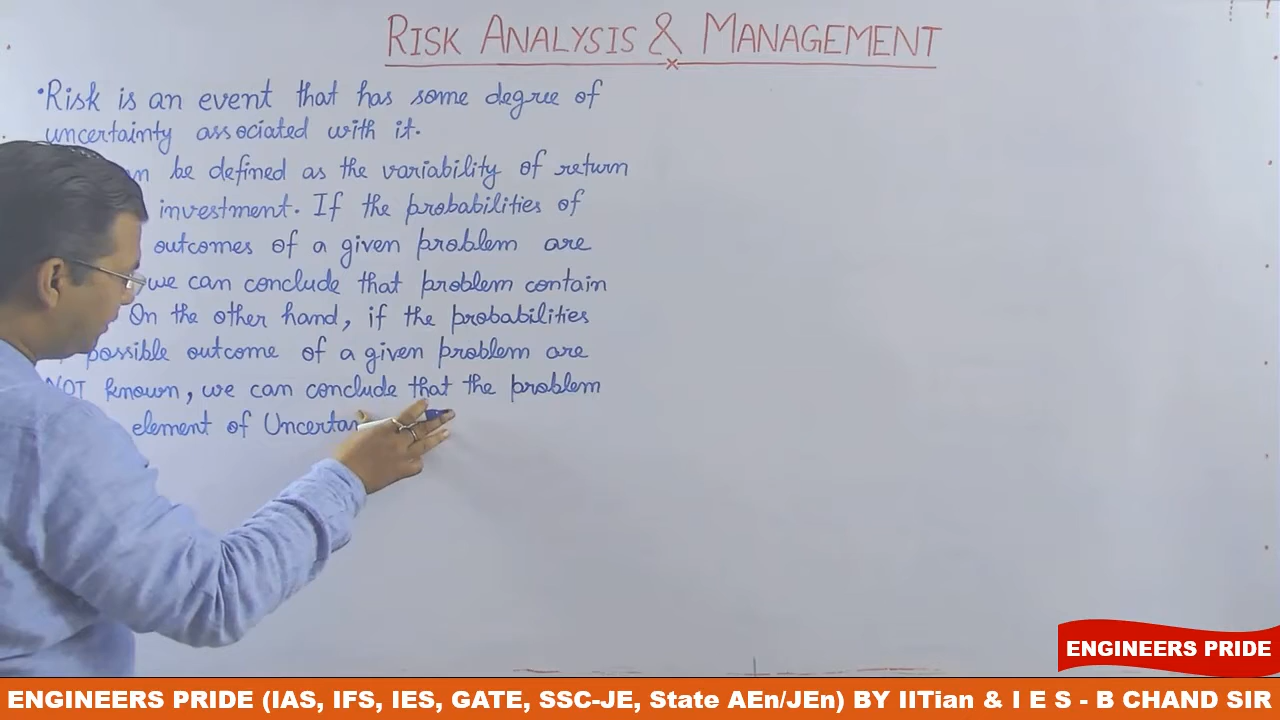 RISK ANALYSIS & MANAGEMENT
•Risk is an event that has some degree of
uncertainty associated with it.
be defined as the variability of return
investment. If the probabilities of
outcomes of a given problem are
we can conclude that problem contain
On the other hand, if the probabilities
possible outcome of a given problem are
NOT known, we can conclude that the problem
element of
ENGINEERS PRIDE
ENGINEERS PRIDE (IAS, IFS, IES, GATE, SSC-JE, State AEn/JEn) BY IITian & I E S - B CHAND SIR